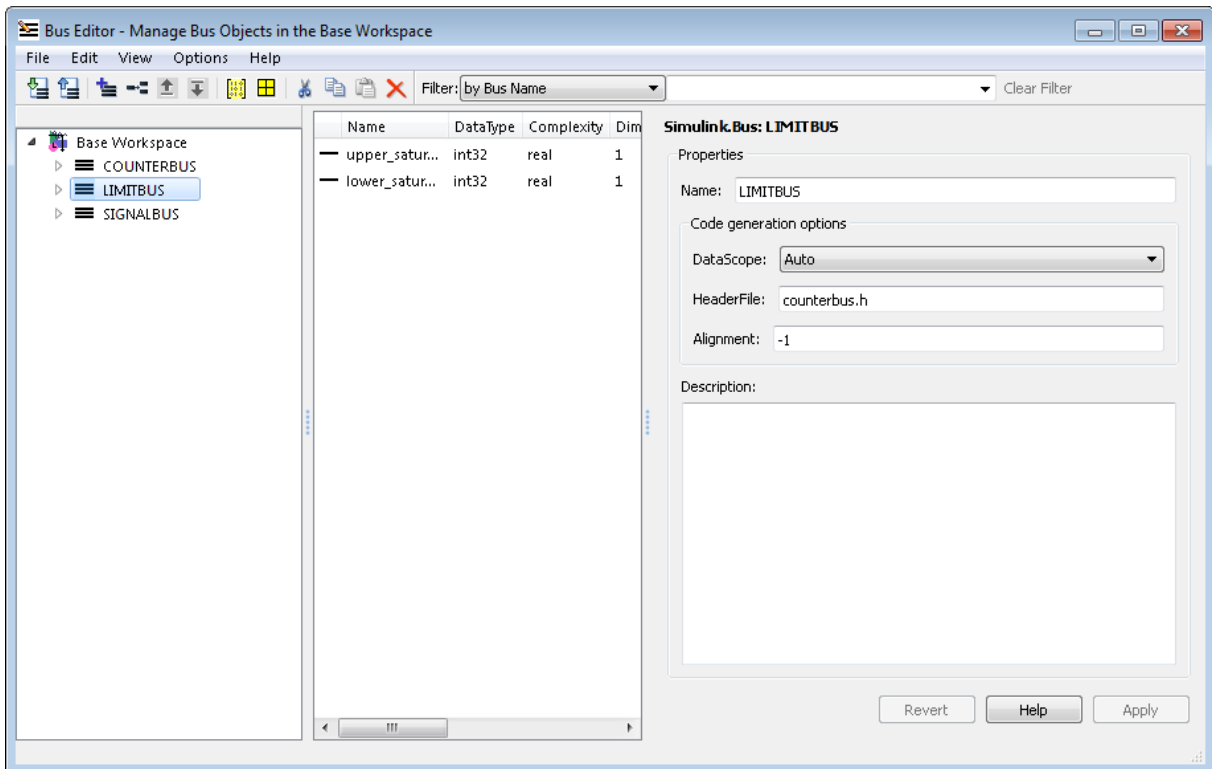 Bus Editor - Manage Bus Objects in the Base Workspace
File Edit View Options Help
Filter: by Bus Name Clear Filter
Base Workspace
COUNTERBUS
LIMITBUS
SIGNALBUS
Name DataType Complexity Dim
upper_satur... int32 real 1
lower_satur... int32 real 1
Simulink.Bus: LIMITBUS
Properties
Name: LIMITBUS
Code generation options
DataScope: Auto
HeaderFile: counterbus.h
Alignment: -1
Description:
Revert Help Apply